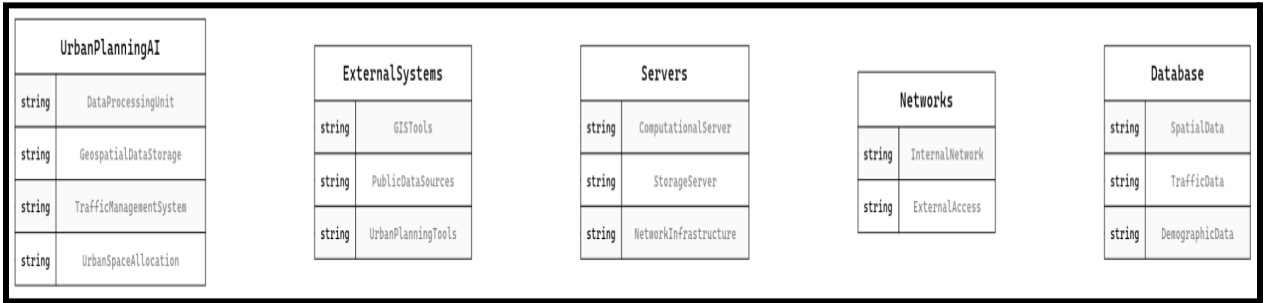 UrbanPlanningAI
string DataProcessingUnit
string GeospatialDataStorage
string TrafficManagementSystem
string UrbanSpaceAllocation
ExternalSystems
string GISTools
string PublicDataSources
string UrbanPlanningTools
Servers
string ComputationalServer
string StorageServer
string NetworkInfrastructure
Networks
string InternalNetwork
string ExternalAccess
Database
string SpatialData
string TrafficData
string DemographicData